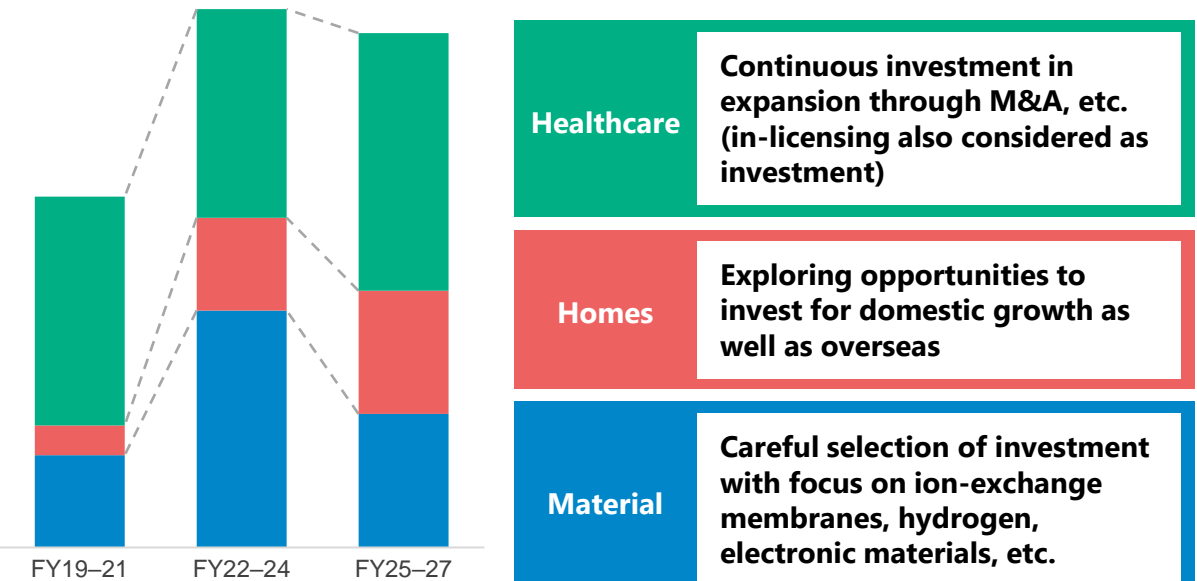 Healthcare
Continuous investment in
expansion through M&A, etc.
(in-licensing also considered as
investment)
Homes
Exploring opportunities to
invest for domestic growth as
well as overseas
Material
Careful selection of investment
with focus on ion-exchange
membranes, hydrogen,
electronic materials, etc.
FY19–21
FY22–24
FY25–27